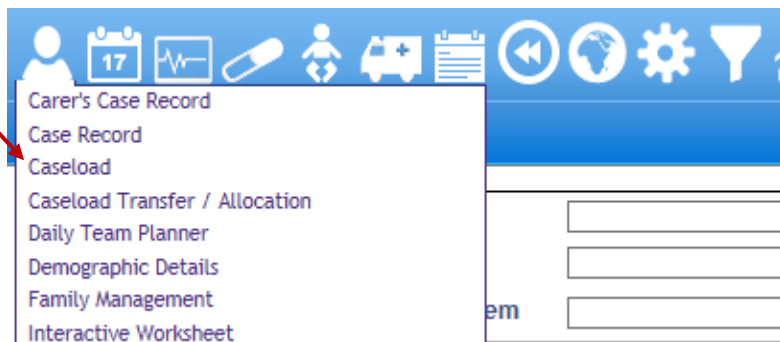 17
Carer's Case Record
Case Record
Caseload
Caseload Transfer / Allocation
Daily Team Planner
Demographic Details
Family Management
em
Interactive Worksheet